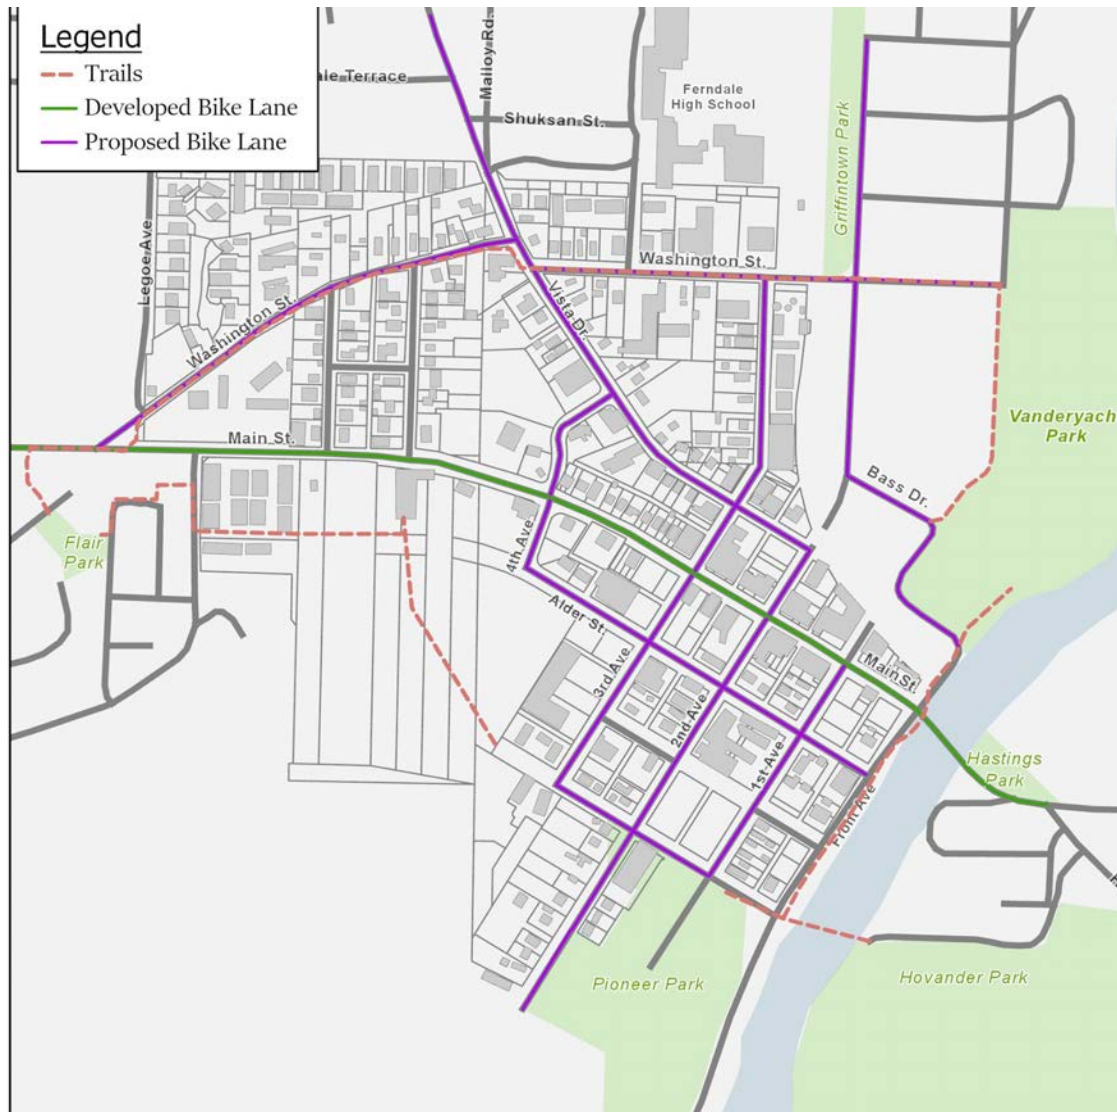 Legend
Trails
Developed Bike Lane
Proposed Bike Lane
Terrace
Malloy Rd.
Shuksan St.
Ferndale
High School
Griffintown Park
Legoe Ave
Washington St.
Washington St.
Vista Dr.
Main St.
Vanderyach
Park
Bass Dr.
Flair
Park
4th Ave
Alder St.
3rd Ave
2nd Ave
1st Ave
Main St.
Front Ave
Hastings
Park
Pioneer Park
Hovander Park